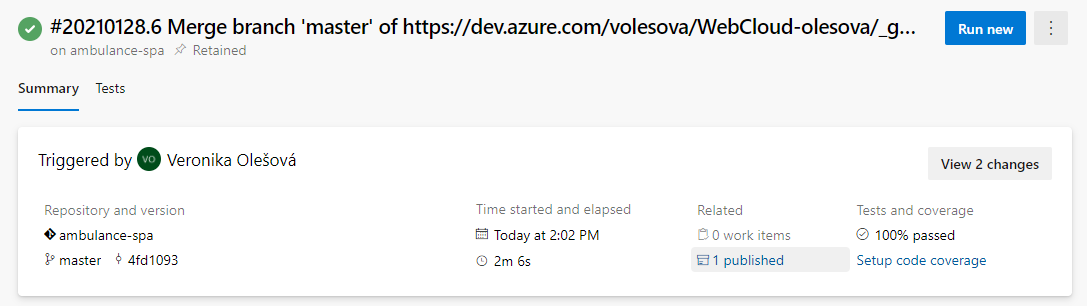 #20210128.6 Merge branch 'master' of https://dev.azure.com/volesova/WebCloud-olesova/_g...
Run new
on ambulance-spa Retained
Summary Tests
Triggered by VO Veronika Olešová
View 2 changes
Repository and version
ambulance-spa
master 4fd1093
Time started and elapsed
Today at 2:02 PM
2m 6s
Related
0 work items
1 published
Tests and coverage
100% passed
Setup code coverage